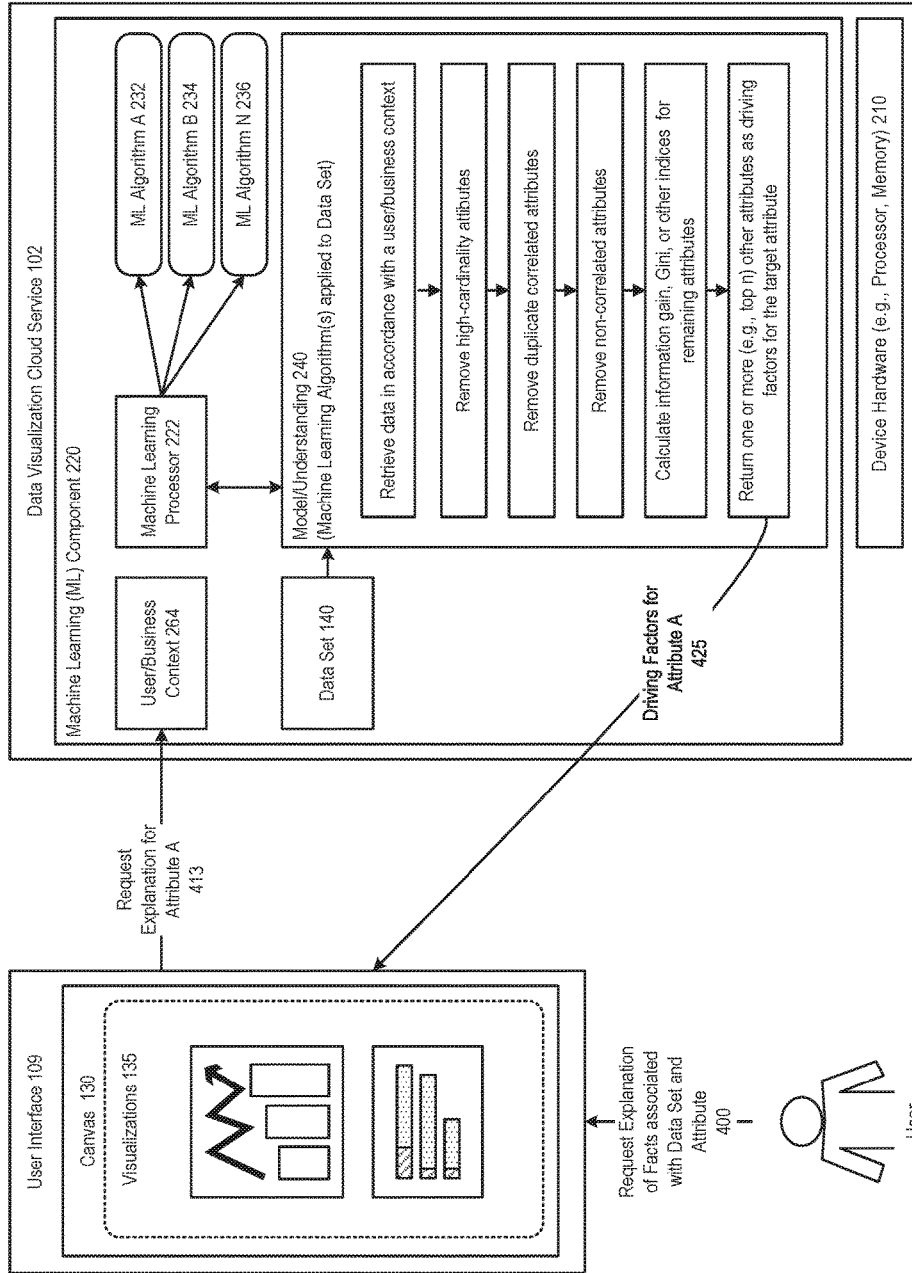 User Interface 109
Canvas 130
Visualizations 135
Request Explanation
of Facts associated
with Data Set and
Attribute
400
User
Request
Explanation for
Attribute A
413
Driving Factors for
Attribute A
425
Data Visualization Cloud Service 102
Machine Learning (ML) Component 220
User/Business
Context 264
Machine Learning
Processor 222
ML Algorithm A 232
ML Algorithm B 234
ML Algorithm N 236
Data Set 140
Model/Understanding 240
(Machine Learning Algorithm(s) applied to Data Set)
Retrieve data in accordance with a user/business context
Remove high-cardinality attibutes
Remove duplicate correlated attributes
Remove non-correlated attributes
Calculate information gain, Gini, or other indices for
remaining attributes
Return one or more (e.g., top n) other attributes as driving
factors for the target attribute
Device Hardware (e.g., Processor, Memory) 210